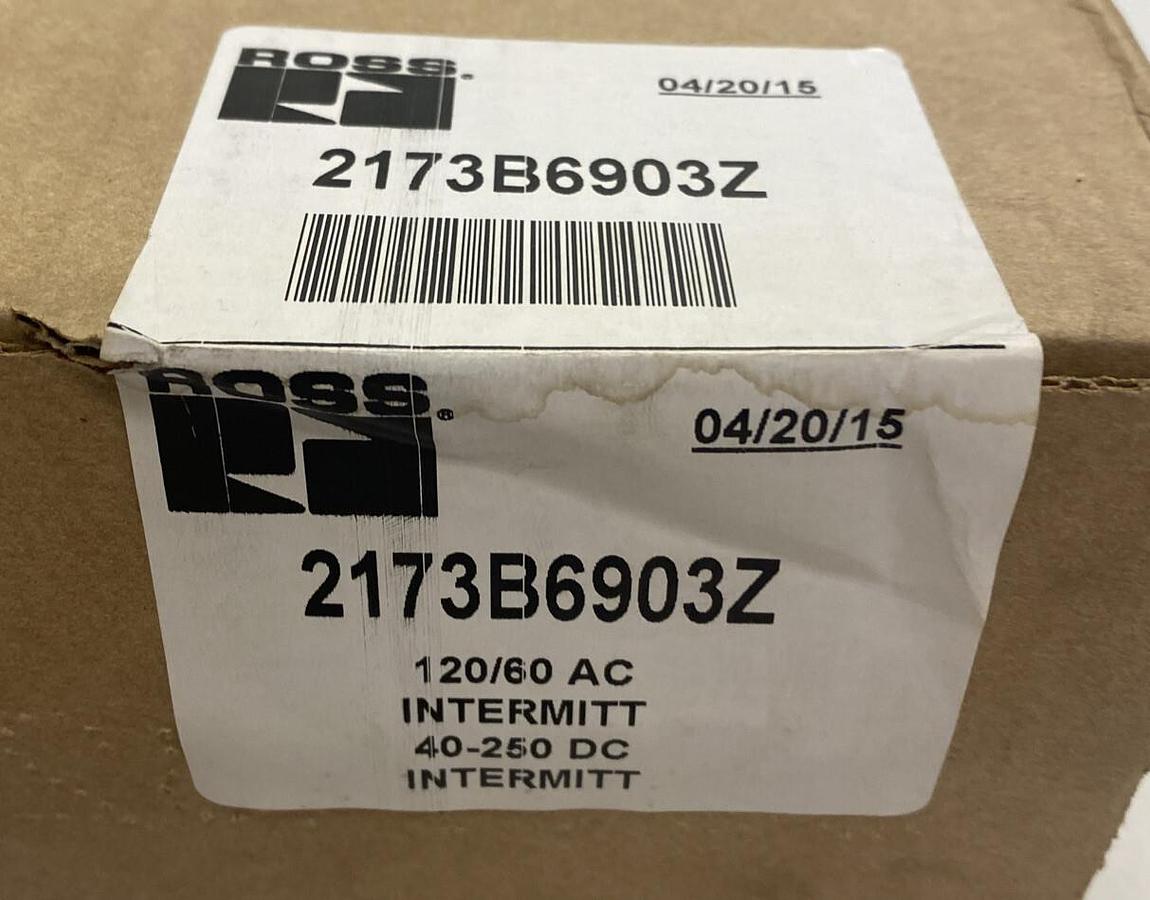 ROSS
04/20/15
2173B6903Z
ROSS®
04/20/15
2173B6903Z
120/60 AC
INTERMITT
40-250 DC
INTERMITT